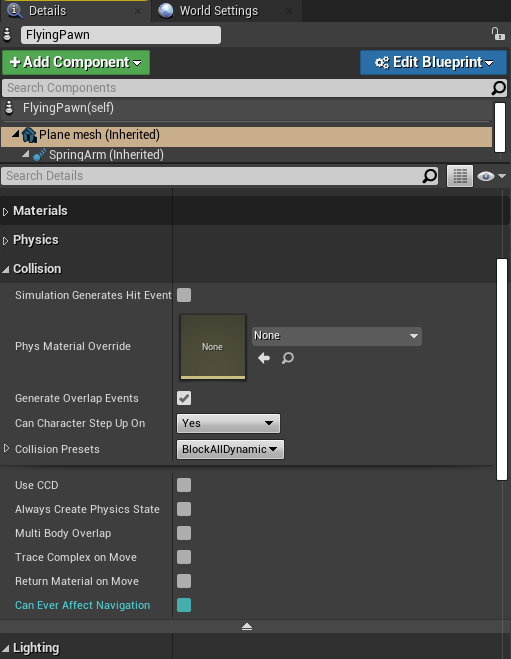 Details
World Settings
FlyingPawn
Add Component
Edit Blueprint
Search Components
FlyingPawn(self)
Plane mesh (Inherited)
SpringArm (Inherited)
Search Details
Materials
Physics
Collision
Simulation Generates Hit Event
Phys Material Override
None
None
Generate Overlap Events
Can Character Step Up On
Yes
Collision Presets
BlockAllDynamic
Use CCD
Always Create Physics State
Multi Body Overlap
Trace Complex on Move
Return Material on Move
Can Ever Affect Navigation
Lighting